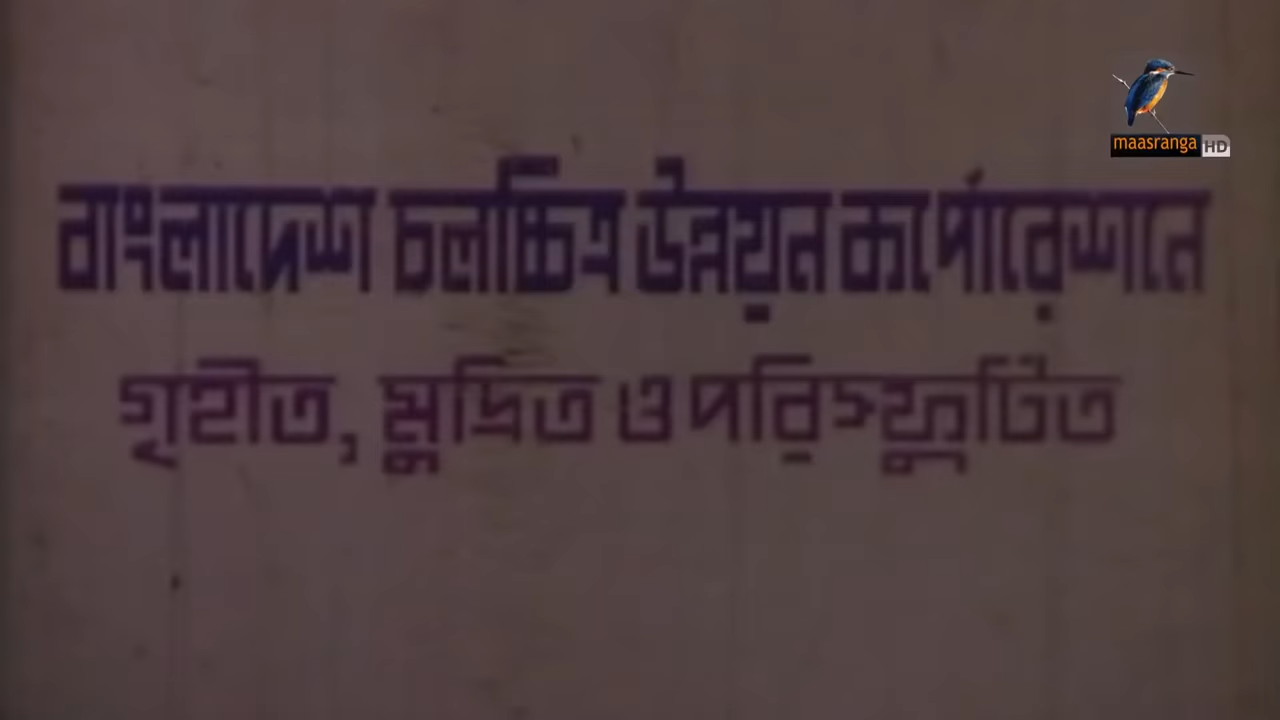 maasranga HD
বাংলাদেশ চলচ্চিত্র উন্নয়ন কর্পোরেশনে
গৃহীত, মুদ্রিত ও পরিস্ফুটিত